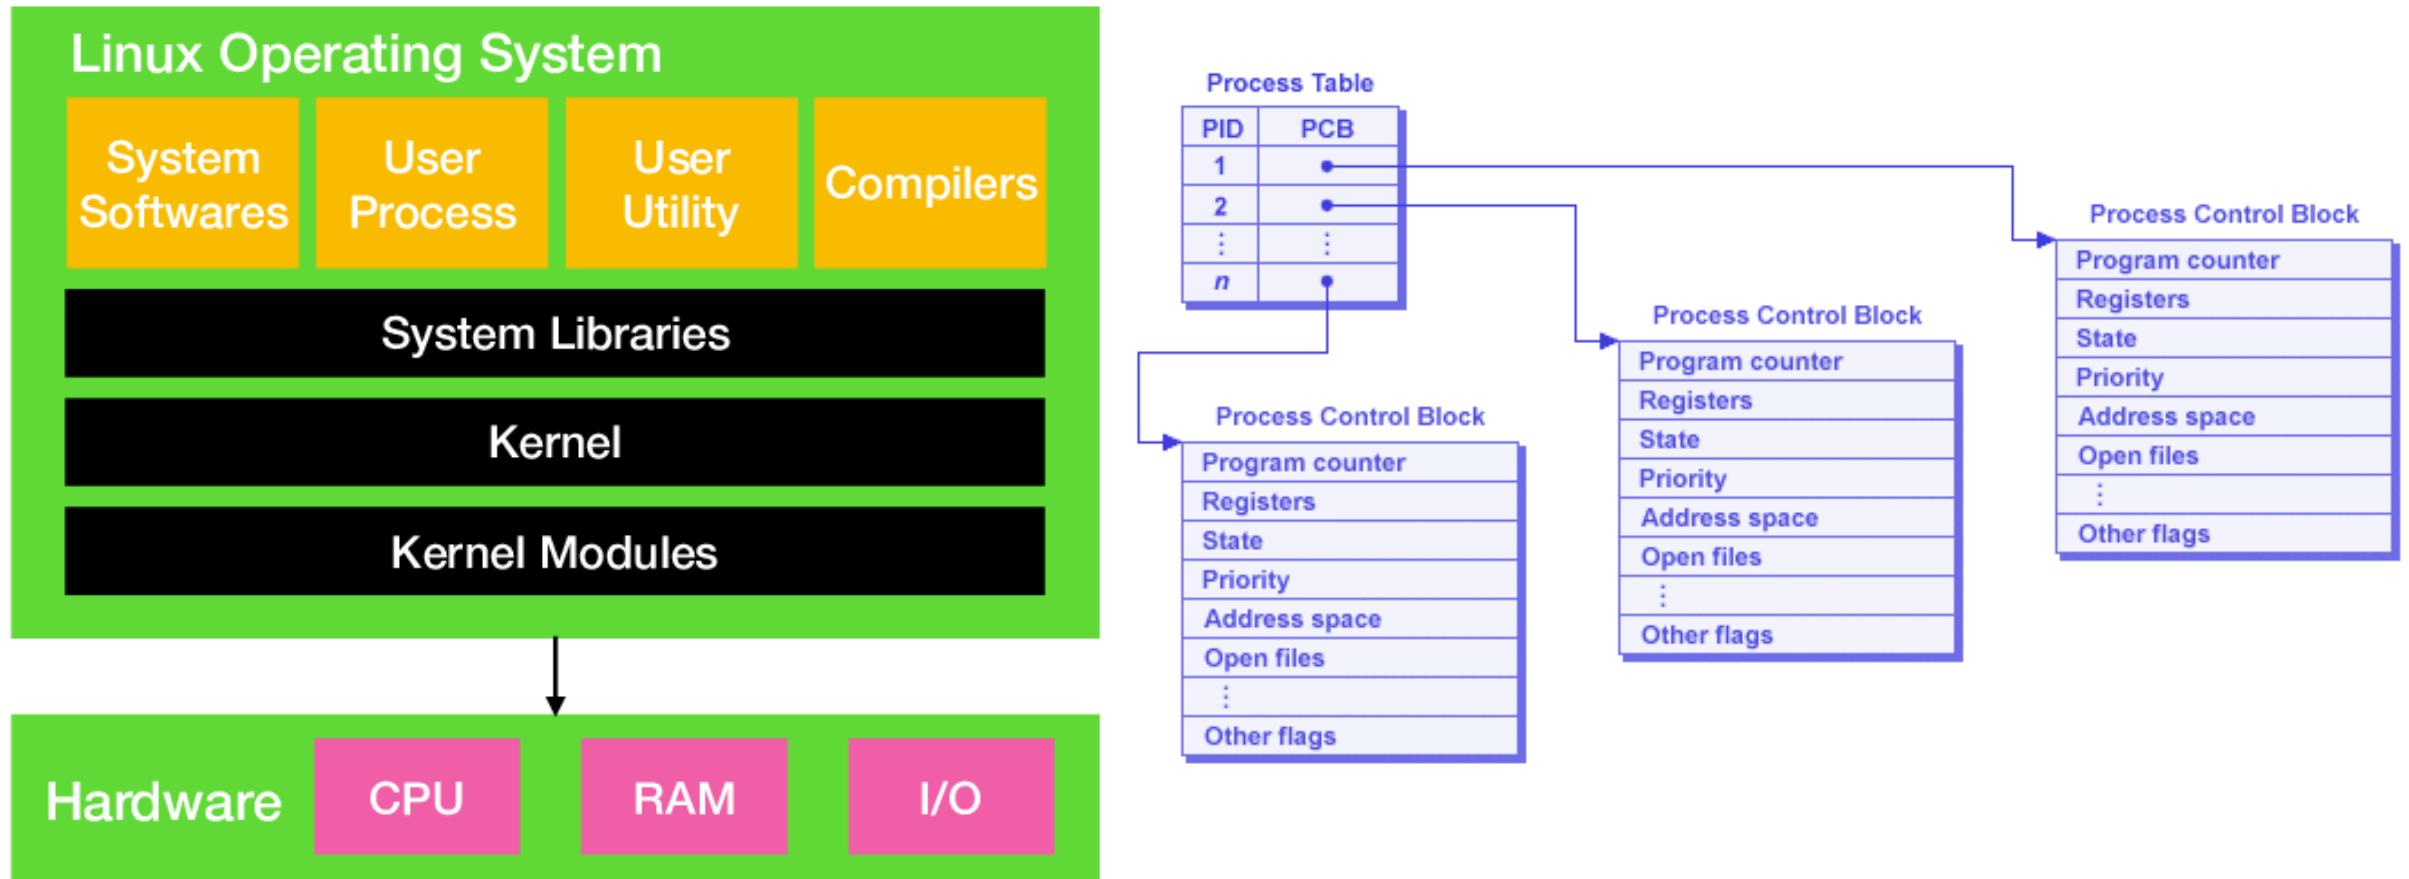 Linux Operating System
System
Softwares
User
Process
User
Utility
Compilers
System Libraries
Kernel
Kernel Modules
Hardware
CPU
RAM
I/O
Process Table
PID PCB
1
2
⋮ ⋮
n
Process Control Block
Program counter
Registers
State
Priority
Address space
Open files
⋮
Other flags
Process Control Block
Program counter
Registers
State
Priority
Address space
Open files
⋮
Other flags
Process Control Block
Program counter
Registers
State
Priority
Address space
Open files
⋮
Other flags